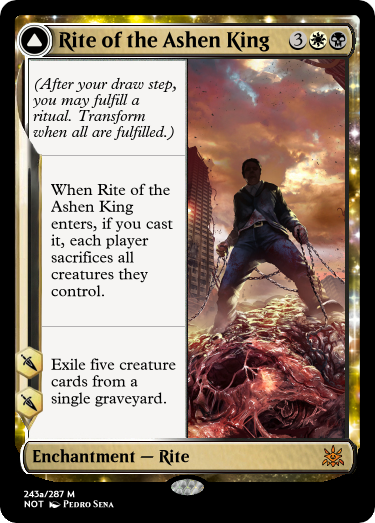 Rite of the Ashen King 3
(After your draw step,
you may fulfill a
ritual. Transform
when all are fulfilled.)
When Rite of the
Ashen King
enters, if you cast
it, each player
sacrifices all
creatures they
control.
Exile five creature
cards from a
single graveyard.
Enchantment — Rite
243a/287 M
NOT Pedro Sena